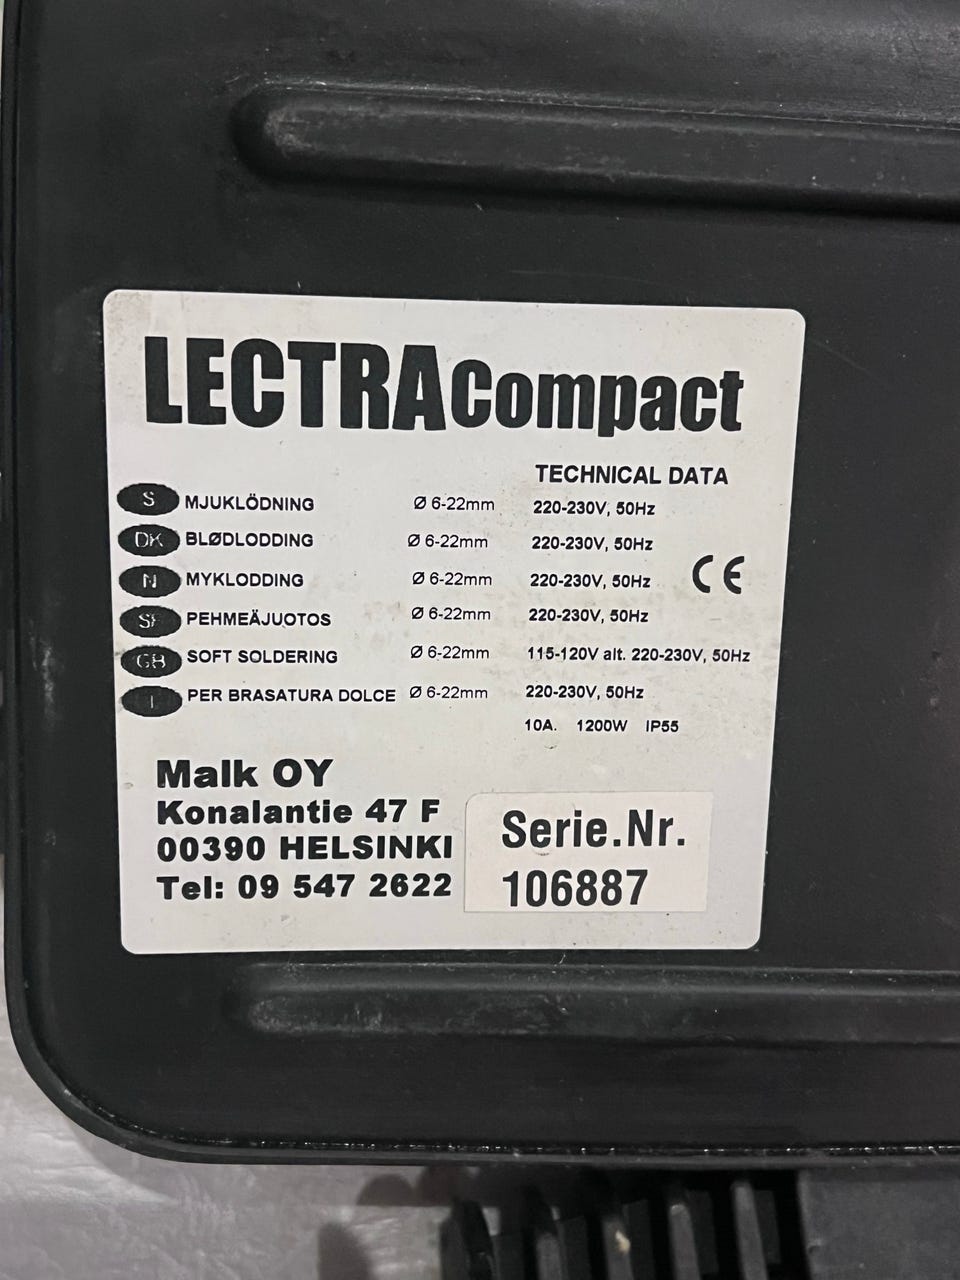 LECTRACompact
TECHNICAL DATA
S MJUKLÖDNING Ø 6-22mm 220-230V, 50Hz
DK BLØDLODDING Ø 6-22mm 220-230V, 50Hz
N MYKLODDING Ø 6-22mm 220-230V, 50Hz
CE
SF PEHMEÄJUOTOS Ø 6-22mm 220-230V, 50Hz
GB SOFT SOLDERING Ø 6-22mm 115-120V alt. 220-230V, 50Hz
I PER BRASATURA DOLCE Ø 6-22mm 220-230V, 50Hz
10A. 1200W IP55
Malk OY
Konalantie 47 F
00390 HELSINKI
Tel: 09 547 2622
Serie.Nr.
106887